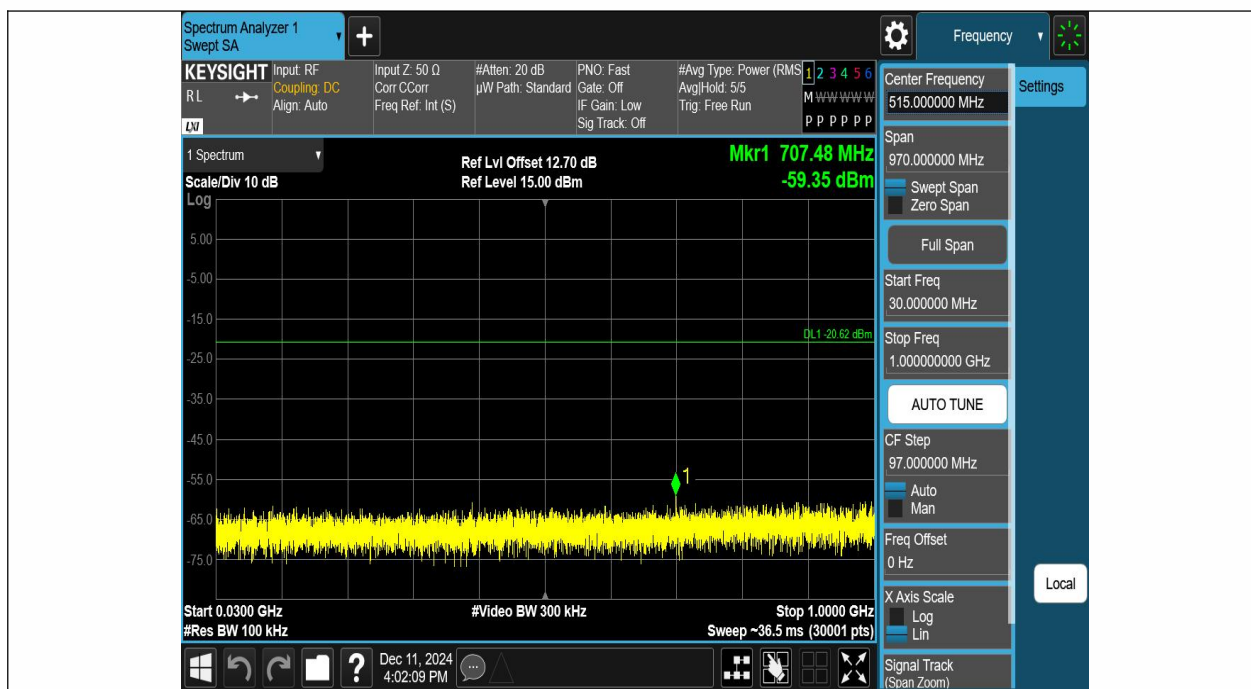 Spectrum Analyzer 1
Swept SA
Frequency
KEYSIGHT
RL
LXI
Input: RF
Coupling: DC
Align: Auto
Input Z: 50 Ω
Corr CCorr
Freq Ref: Int (S)
#Atten: 20 dB
µW Path: Standard
PNO: Fast
Gate: Off
IF Gain: Low
Sig Track: Off
#Avg Type: Power (RMS
Avg|Hold: 5/5
Trig: Free Run
1 2 3 4 5 6
M W W W W W
P P P P P P
1 Spectrum
Scale/Div 10 dB
Ref Lvl Offset 12.70 dB
Ref Level 15.00 dBm
Mkr1 707.48 MHz
-59.35 dBm
Log
5.00
-5.00
-15.0
DL1 -20.62 dBm
-25.0
-35.0
-45.0
-55.0
1
-65.0
-75.0
Start 0.0300 GHz
#Video BW 300 kHz
Stop 1.0000 GHz
#Res BW 100 kHz
Sweep ~36.5 ms (30001 pts)
?
Dec 11, 2024
4:02:09 PM
Center Frequency
515.000000 MHz
Settings
Span
970.000000 MHz
Swept Span
Zero Span
Full Span
Start Freq
30.000000 MHz
Stop Freq
1.000000000 GHz
AUTO TUNE
CF Step
97.000000 MHz
Auto
Man
Freq Offset
0 Hz
Local
X Axis Scale
Log
Lin
Signal Track
(Span Zoom)